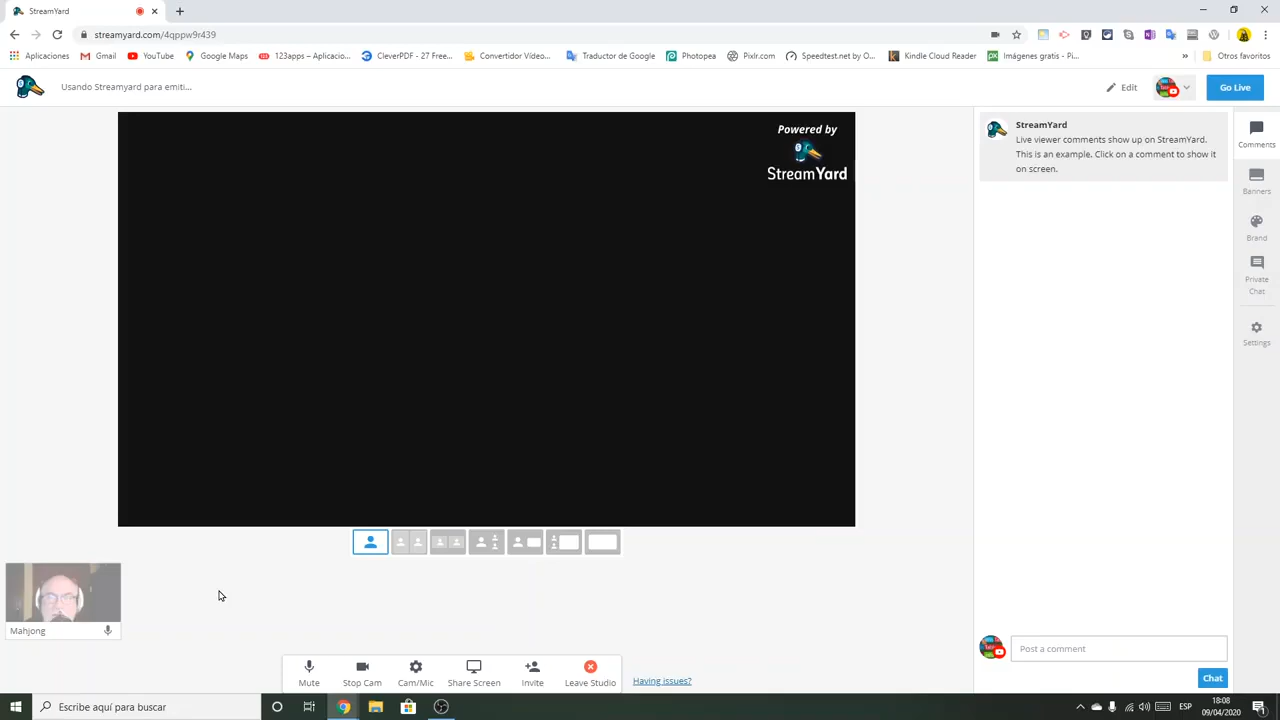 StreamYard
streamyard.com/4qppw9r439
Aplicaciones
Gmail
YouTube
Google Maps
123apps – Aplicacio...
CleverPDF - 27 Free...
Convertidor Vídeo...
Traductor de Google
Photopea
Pixlr.com
Speedtest.net by O...
Kindle Cloud Reader
Imágenes gratis - Pi...
»
Otros favoritos
Usando Streamyard para emiti...
Edit
Go Live
Powered by
StreamYard
StreamYard
Live viewer comments show up on StreamYard.
This is an example. Click on a comment to show it
on screen.
Comments
Banners
Brand
Private
Chat
Settings
Mahjong
Post a comment
Chat
Mute
Stop Cam
Cam/Mic
Share Screen
Invite
Leave Studio
Having issues?
Escribe aquí para buscar
ESP
18:08
09/04/2020
1